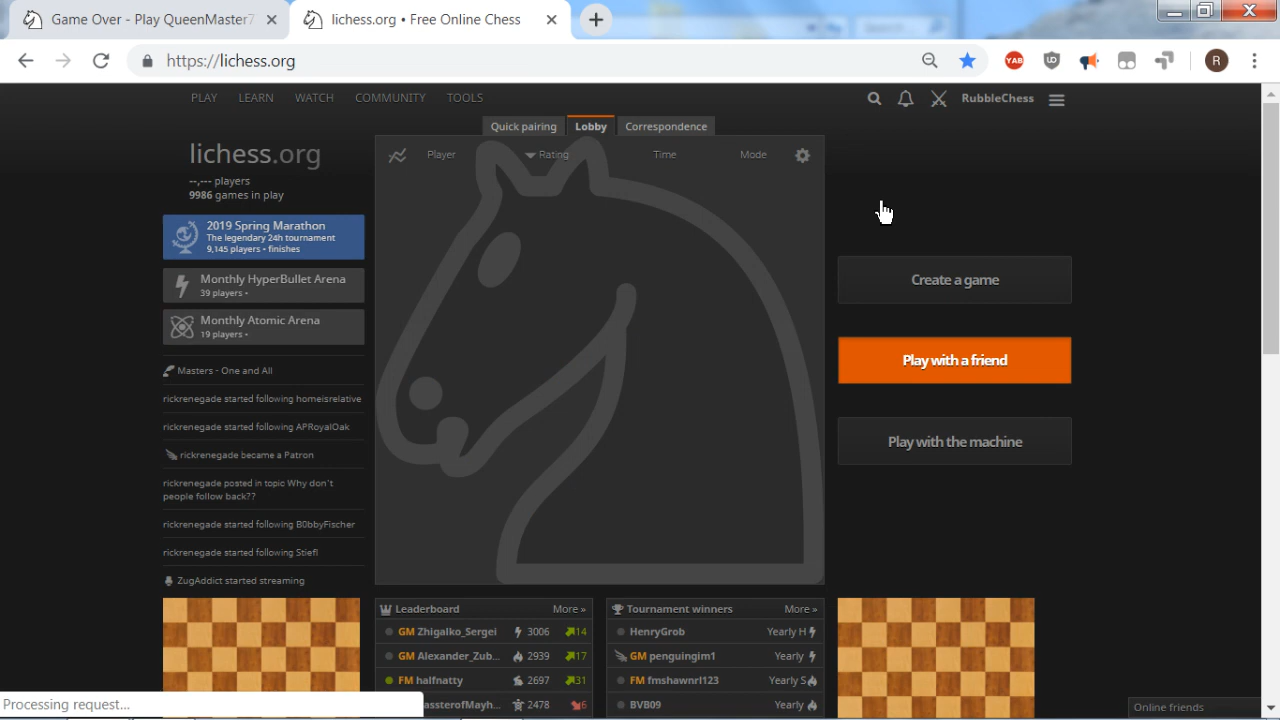 Game Over - Play QueenMaster7
lichess.org • Free Online Chess
https://lichess.org
YAB
R
PLAY LEARN WATCH COMMUNITY TOOLS
RubbleChess
lichess.org
--,--- players
9986 games in play
2019 Spring Marathon
The legendary 24h tournament
9,145 players • finishes
Monthly HyperBullet Arena
39 players •
Monthly Atomic Arena
19 players •
Masters - One and All
rickrenegade started following homeisrelative
rickrenegade started following APRoyalOak
rickrenegade became a Patron
rickrenegade posted in topic Why don't
people follow back??
rickrenegade started following B0bbyFischer
rickrenegade started following Stiefl
ZugAddict started streaming
Quick pairing Lobby Correspondence
Player Rating Time Mode
Create a game
Play with a friend
Play with the machine
Leaderboard More »
GM Zhigalko_Sergei 3006 14
GM Alexander_Zub... 2939 17
FM halfnatty 2697 31
assterofMayh... 2478 6
Tournament winners More »
HenryGrob Yearly H
GM penguingim1 Yearly
FM fmshawnrl123 Yearly S
BVB09 Yearly
Processing request...
Online friends